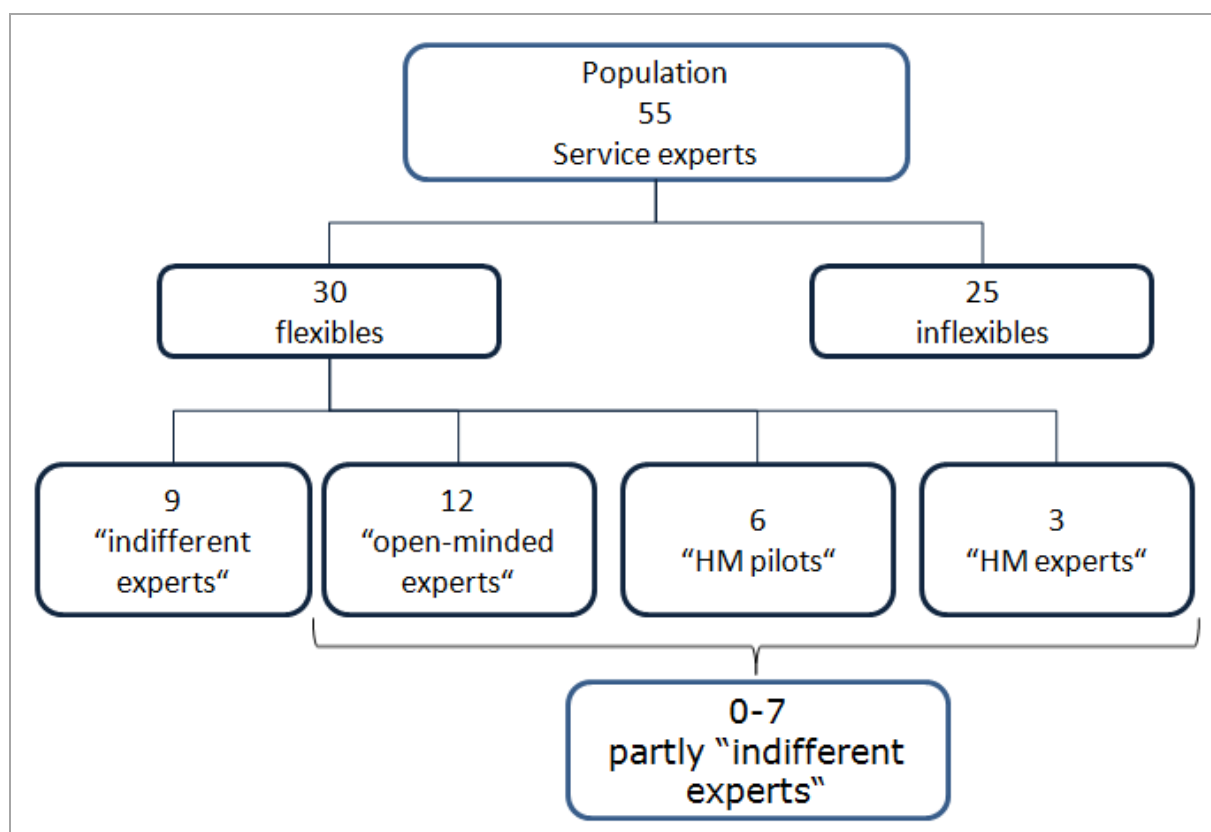 Population
55
Service experts
30
flexibles
25
inflexibles
9
“indifferent
experts“
12
“open-minded
experts“
6
“HM pilots“
3
“HM experts“
0-7
partly “indifferent
experts“